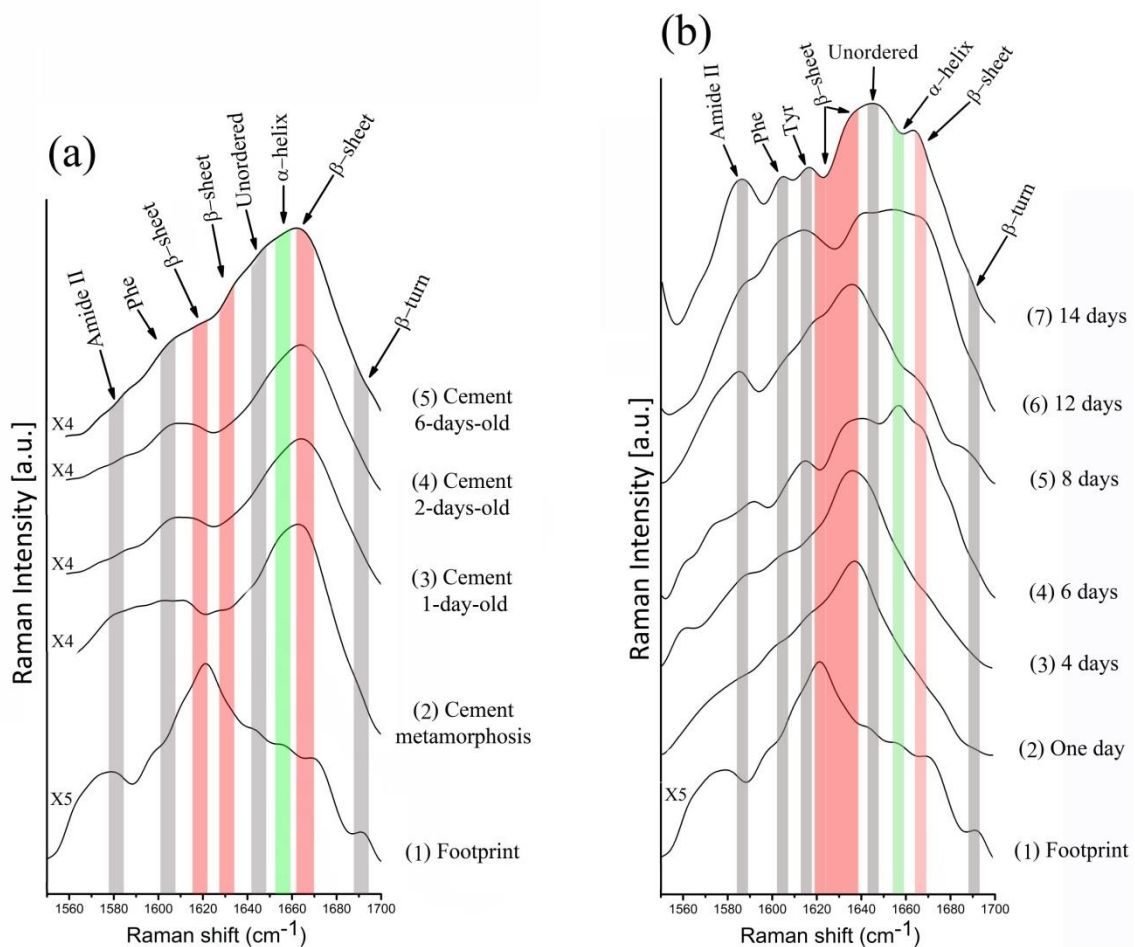 (a)
Amide II
Phe
β-sheet
β-sheet
Unordered
α-helix
β-sheet
β-turn
X4
X4
X4
X4
X5
(5) Cement
6-days-old
(4) Cement
2-days-old
(3) Cement
1-day-old
(2) Cement
metamorphosis
(1) Footprint
Raman Intensity [a.u.]
1560 1580 1600 1620 1640 1660 1680 1700
Raman shift (cm⁻¹)
(b)
Amide II
Phe
Tyr
β-sheet
Unordered
α-helix
β-sheet
β-turn
(7) 14 days
(6) 12 days
(5) 8 days
(4) 6 days
(3) 4 days
(2) One day
X5
(1) Footprint
Raman Intensity [a.u.]
1560 1580 1600 1620 1640 1660 1680 1700
Raman shift (cm⁻¹)